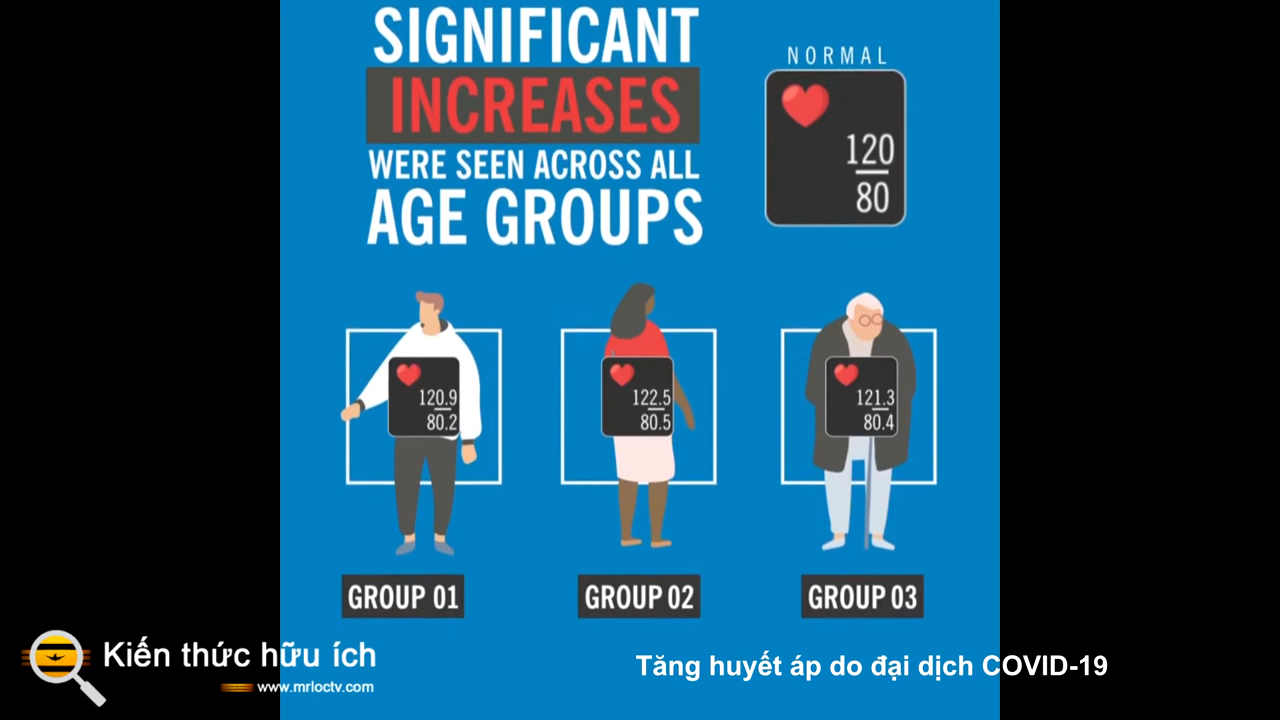 SIGNIFICANT
INCREASES
WERE SEEN ACROSS ALL
AGE GROUPS
NORMAL
120
80
120.9
80.2
122.5
80.5
121.3
80.4
GROUP 01
GROUP 02
GROUP 03
Kiến thức hữu ích
www.mrloctv.com
Tăng huyết áp do đại dịch COVID-19